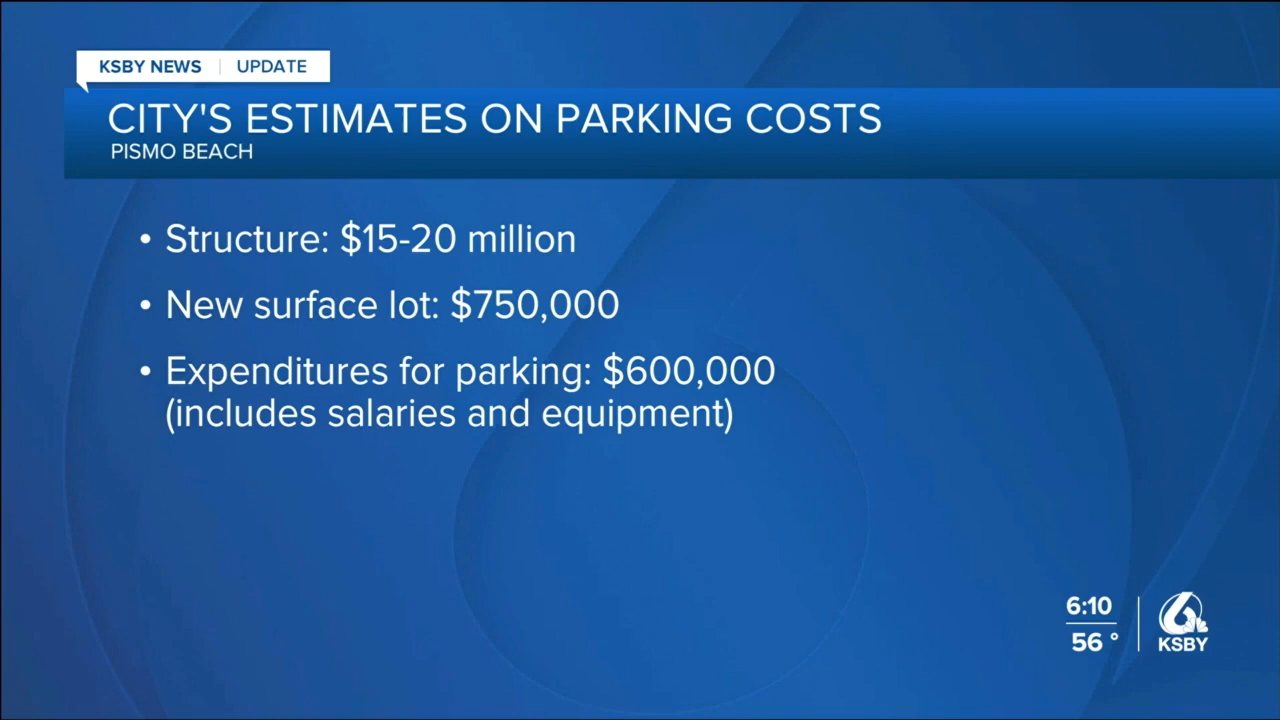 KSBY NEWS | UPDATE
CITY'S ESTIMATES ON PARKING COSTS
PISMO BEACH
• Structure: $15-20 million
• New surface lot: $750,000
• Expenditures for parking: $600,000
(includes salaries and equipment)
6:10
56 °
6
KSBY